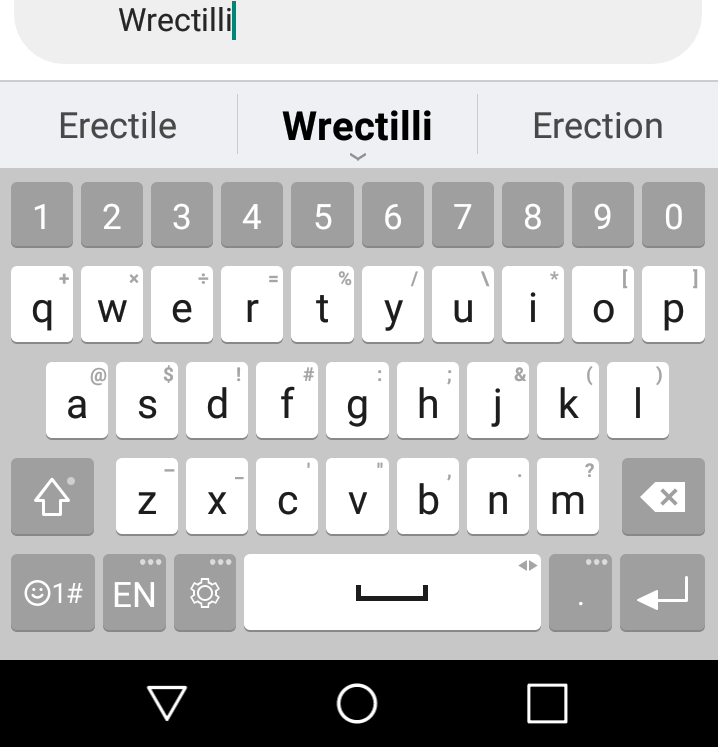 Wrectilli
Erectile Wrectilli Erection
1 2 3 4 5 6 7 8 9 0
+ × ÷ = % / \ * [ ]
q w e r t y u i o p
@ $ ! # : ; & ( )
a s d f g h j k l
– _ ' " , . ?
z x c v b n m
1# EN .